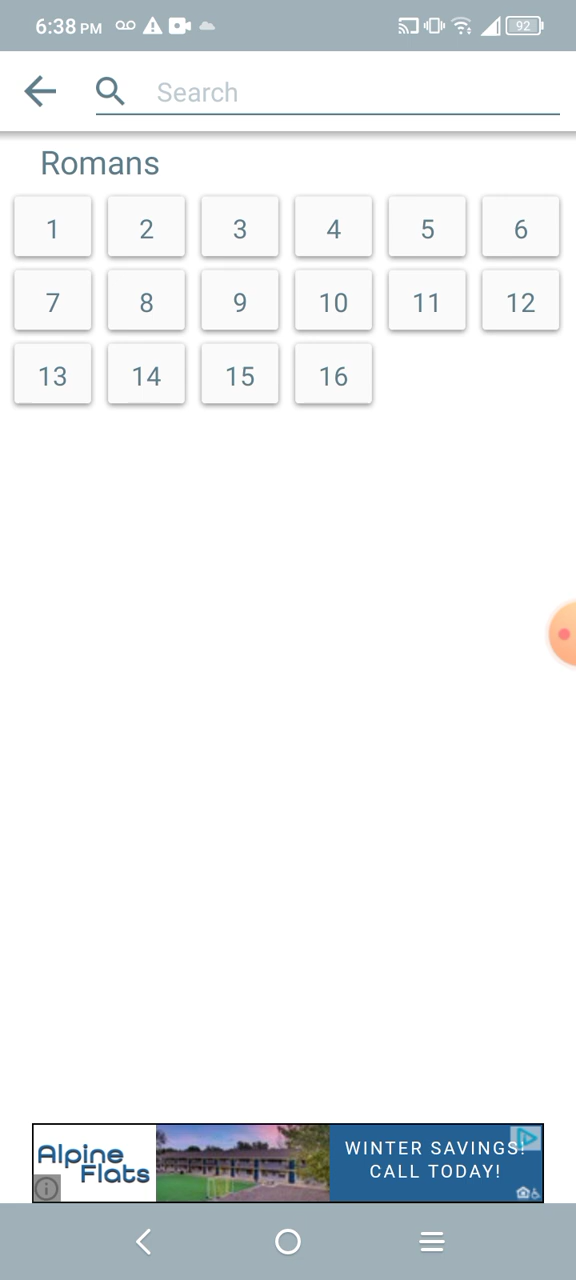 6:38 PM
92
Search
Romans
1 2 3 4 5 6
7 8 9 10 11 12
13 14 15 16
Alpine
Flats
WINTER SAVINGS!
CALL TODAY!